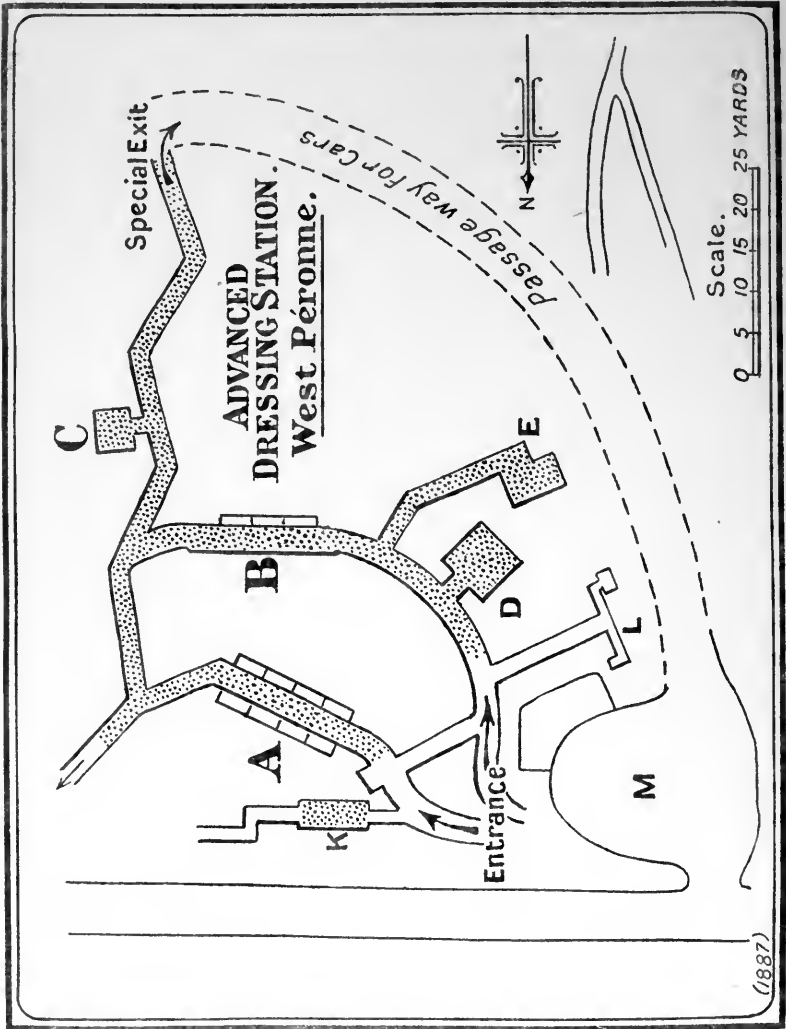 Special Exit
Passage way for Cars
ADVANCED
DRESSING STATION.
West Péronne.
N
C
B
A
E
D
L
K
M
Entrance
Scale.
0 5 10 15 20 25 YARDS
(1887)